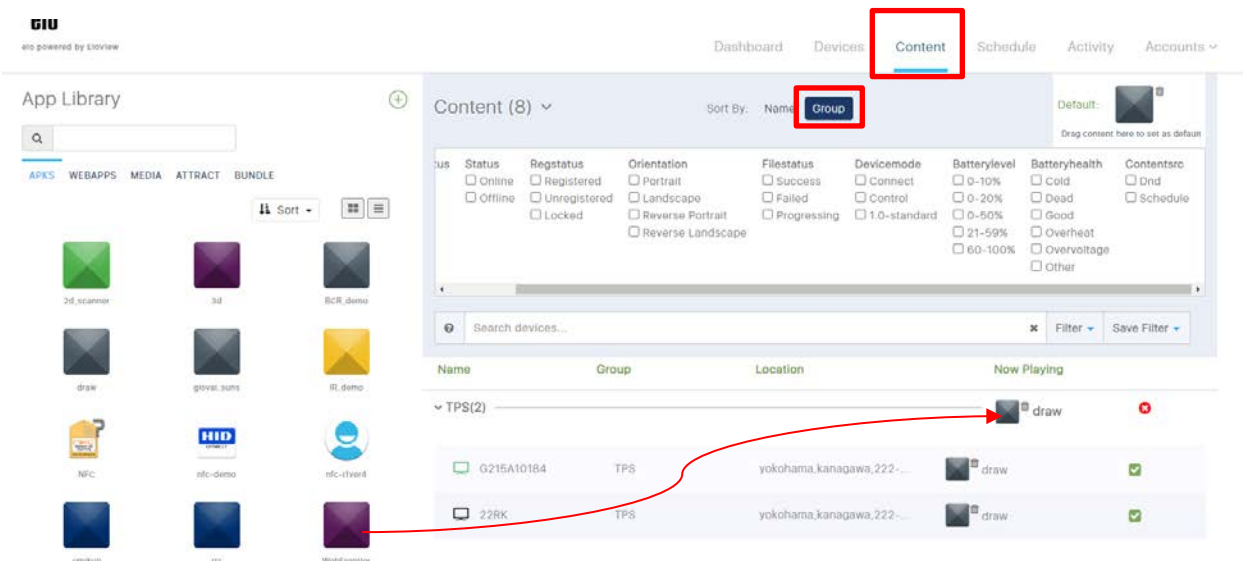 GIU
elo powered by EloView
Dashboard Devices Content Schedule Activity Accounts
App Library
Content (8)
Sort By: Name Group
Default:
Drag content here to set as defaun
APKS WEBAPPS MEDIA ATTRACT BUNDLE
Sort
tus Status Regstatus Orientation Filestatus Devicemode Batterylevel Batteryhealth Contentsrc
Online Registered Portrait Success Connect 0-10% Cold Dnd
Offline Unregistered Landscape Failed Control 0-20% Dead Schedule
Locked Reverse Portrait Progressing 1.0-standard 0-50% Good
Reverse Landscape 21-59% Overheat
60-100% Overvoltage
Other
2d_scanner 3d BCR_demo
Search devices...
Filter Save Filter
Name Group Location Now Playing
draw IR_demo
TPS(2) draw
NFC nfc-demo
HID
G215A10184 TPS yokohama,kanagawa,222-... draw
22RK TPS yokohama,kanagawa,222-... draw